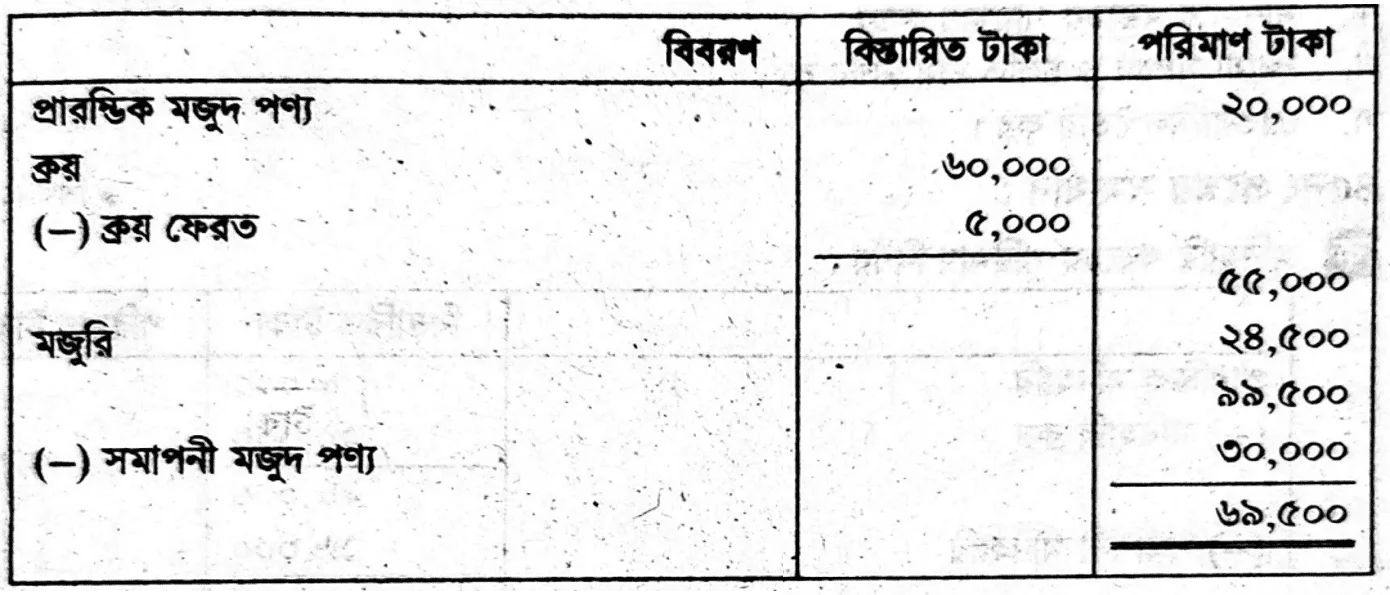 বিবরণ বিস্তারিত টাকা পরিমাণ টাকা
প্রারম্ভিক মজুদ পণ্য ২০,০০০
ক্রয় ৬০,০০০
(–) ক্রয় ফেরত ৫,০০০
৫৫,০০০
মজুরি ২৪,৫০০
৯৯,৫০০
(–) সমাপনী মজুদ পণ্য ৩০,০০০
৬৯,৫০০